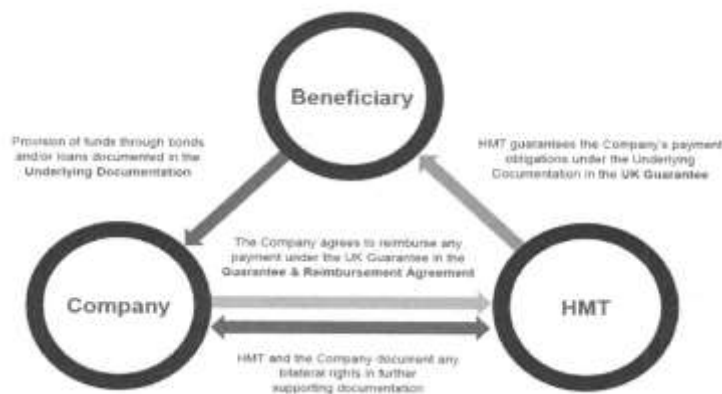 Beneficiary
Provision of funds through bonds
and/or loans documented in the
Underlying Documentation
HMT guarantees the Company's payment
obligations under the Underlying
Documentation in the UK Guarantee
The Company agrees to reimburse any
payment under the UK Guarantee in the
Guarantee & Reimbursement Agreement
Company
HMT
HMT and the Company document any
bilateral rights in further
supporting documentation